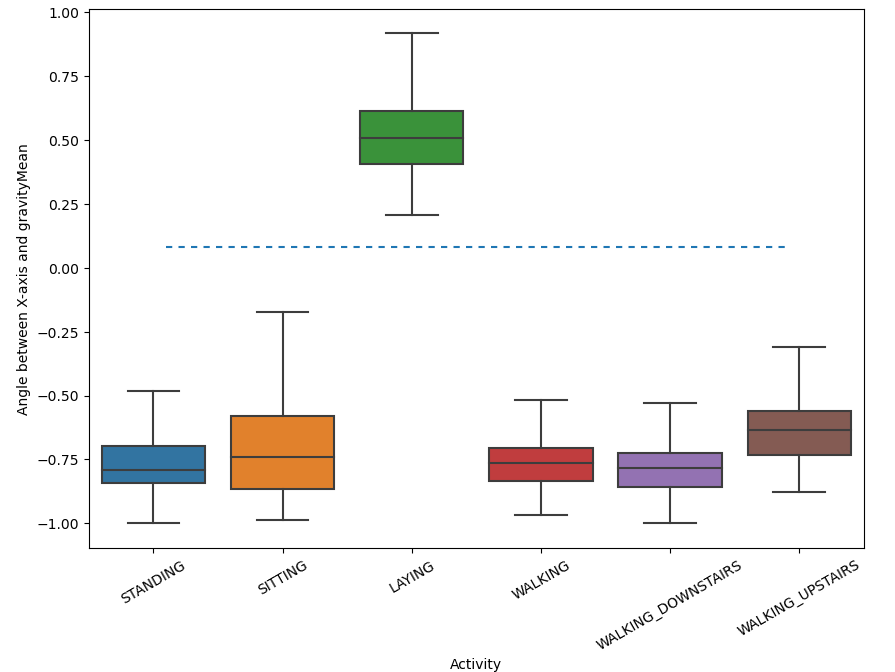 Angle between X-axis and gravityMean
1.00
0.75
0.50
0.25
0.00
−0.25
−0.50
−0.75
−1.00
STANDING
SITTING
LAYING
WALKING
WALKING_DOWNSTAIRS
WALKING_UPSTAIRS
Activity